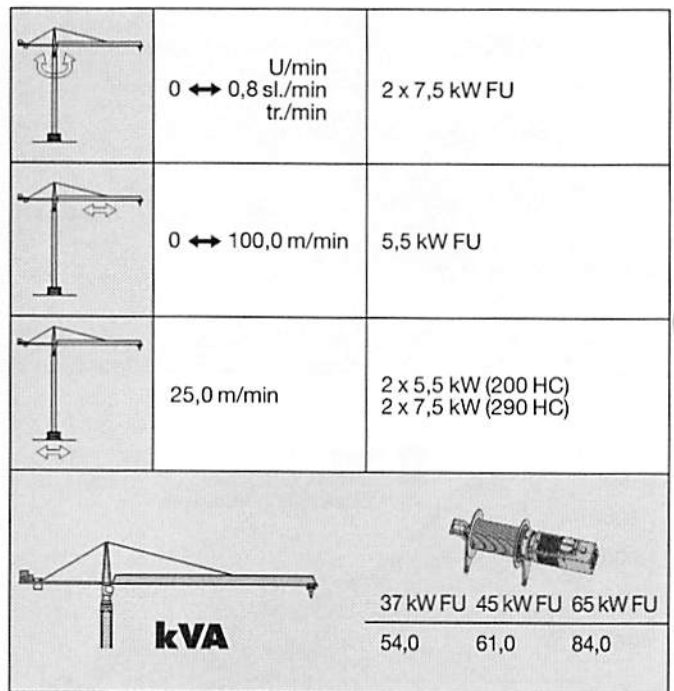 U/min
0 ↔ 0,8 sl./min
tr./min
2 x 7,5 kW FU
0 ↔ 100,0 m/min
5,5 kW FU
25,0 m/min
2 x 5,5 kW (200 HC)
2 x 7,5 kW (290 HC)
kVA
37 kW FU 45 kW FU 65 kW FU
54,0 61,0 84,0